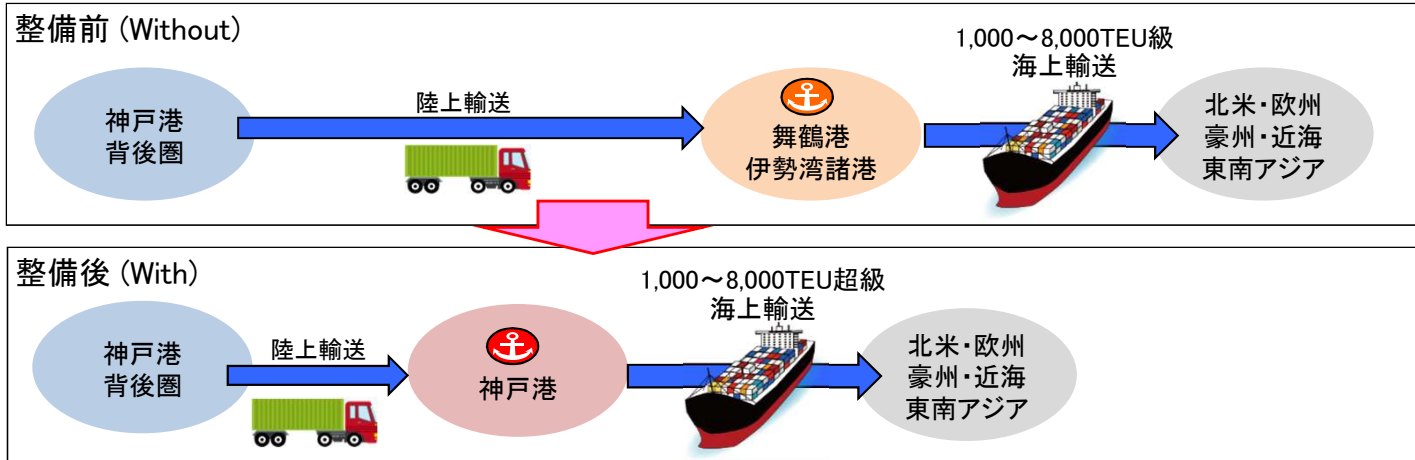 整備前 (Without)
神戸港
背後圏
陸上輸送
舞鶴港
伊勢湾諸港
1,000～8,000TEU級
海上輸送
北米・欧州
豪州・近海
東南アジア
整備後 (With)
神戸港
背後圏
陸上輸送
神戸港
1,000～8,000TEU超級
海上輸送
北米・欧州
豪州・近海
東南アジア